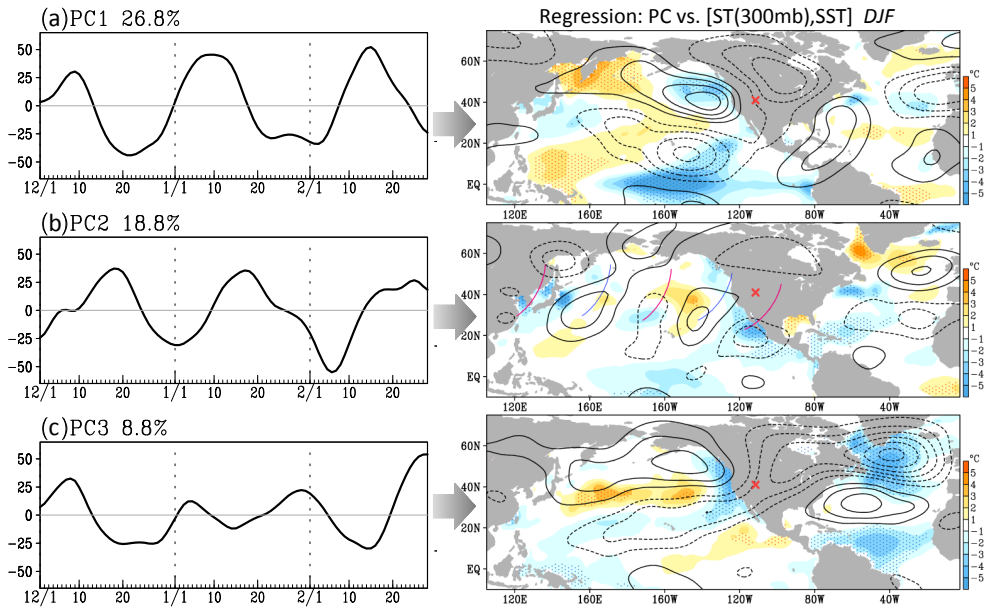 (a)PC1 26.8%
Regression: PC vs. [ST(300mb),SST] DJF
50
25
0
-25
-50
12/1 10 20 1/1 10 20 2/1 10 20
60N
40N
20N
EQ
120E 160E 160W 120W 80W 40W
°C
5
4
3
2
1
-1
-2
-3
-4
-5
(b)PC2 18.8%
50
25
0
-25
-50
12/1 10 20 1/1 10 20 2/1 10 20
60N
40N
20N
EQ
120E 160E 160W 120W 80W 40W
°C
5
4
3
2
1
-1
-2
-3
-4
-5
(c)PC3 8.8%
50
25
0
-25
-50
12/1 10 20 1/1 10 20 2/1 10 20
60N
40N
20N
EQ
120E 160E 160W 120W 80W 40W
°C
5
4
3
2
1
-1
-2
-3
-4
-5